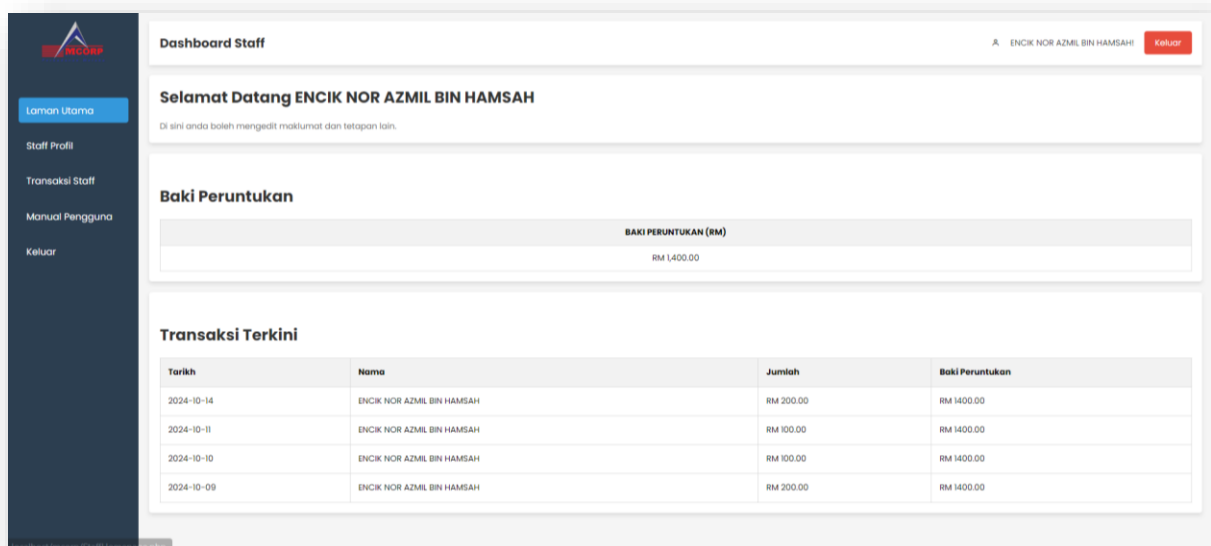 MCORP
Dashboard Staff
ENCIK NOR AZMIL BIN HAMSAH!
Keluar
Laman Utama
Staff Profil
Transaksi Staff
Manual Pengguna
Keluar
Selamat Datang ENCIK NOR AZMIL BIN HAMSAH
Di sini anda boleh mengedit maklumat dan tetapan lain.
Baki Peruntukan
BAKI PERUNTUKAN (RM)
RM 1,400.00
Transaksi Terkini
Tarikh Nama Jumlah Baki Peruntukan
2024-10-14 ENCIK NOR AZMIL BIN HAMSAH RM 200.00 RM 1400.00
2024-10-11 ENCIK NOR AZMIL BIN HAMSAH RM 100.00 RM 1400.00
2024-10-10 ENCIK NOR AZMIL BIN HAMSAH RM 100.00 RM 1400.00
2024-10-09 ENCIK NOR AZMIL BIN HAMSAH RM 200.00 RM 1400.00